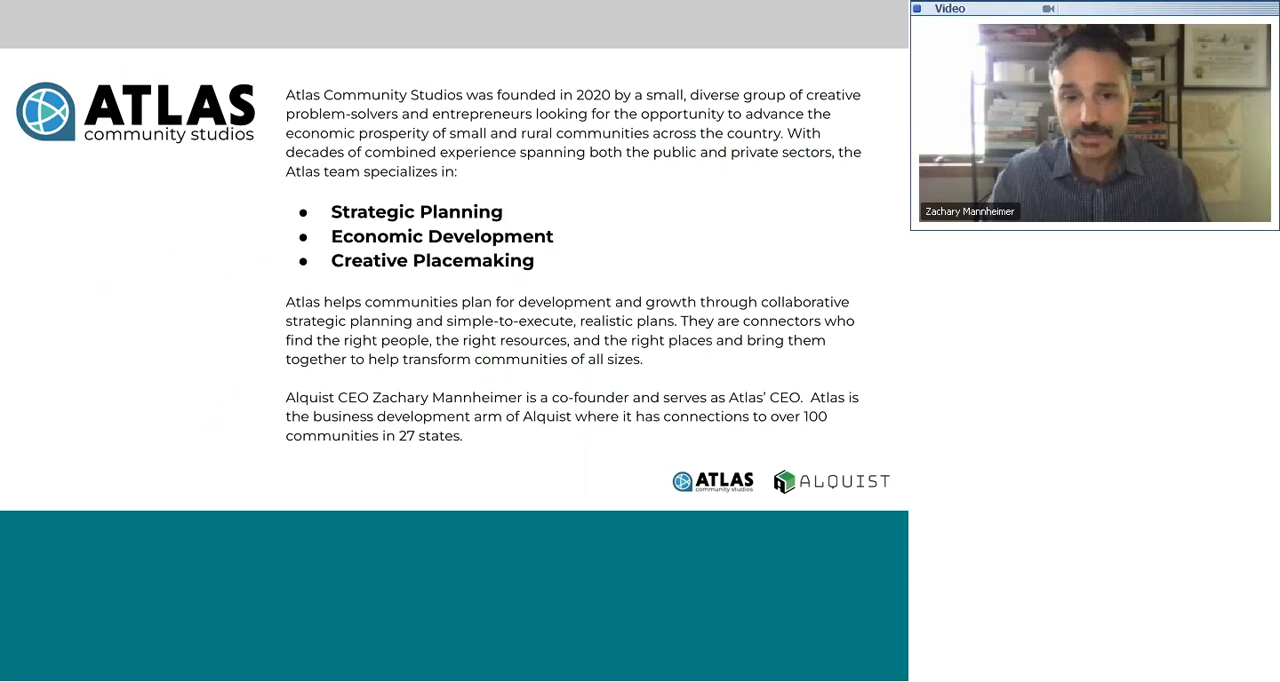 Video
ATLAS
community studios
Atlas Community Studios was founded in 2020 by a small, diverse group of creative
problem-solvers and entrepreneurs looking for the opportunity to advance the
economic prosperity of small and rural communities across the country. With
decades of combined experience spanning both the public and private sectors, the
Atlas team specializes in:
● Strategic Planning
● Economic Development
● Creative Placemaking
Atlas helps communities plan for development and growth through collaborative
strategic planning and simple-to-execute, realistic plans. They are connectors who
find the right people, the right resources, and the right places and bring them
together to help transform communities of all sizes.
Alquist CEO Zachary Mannheimer is a co-founder and serves as Atlas’ CEO.  Atlas is
the business development arm of Alquist where it has connections to over 100
communities in 27 states.
ATLAS
community studios
ALQUIST
Zachary Mannheimer